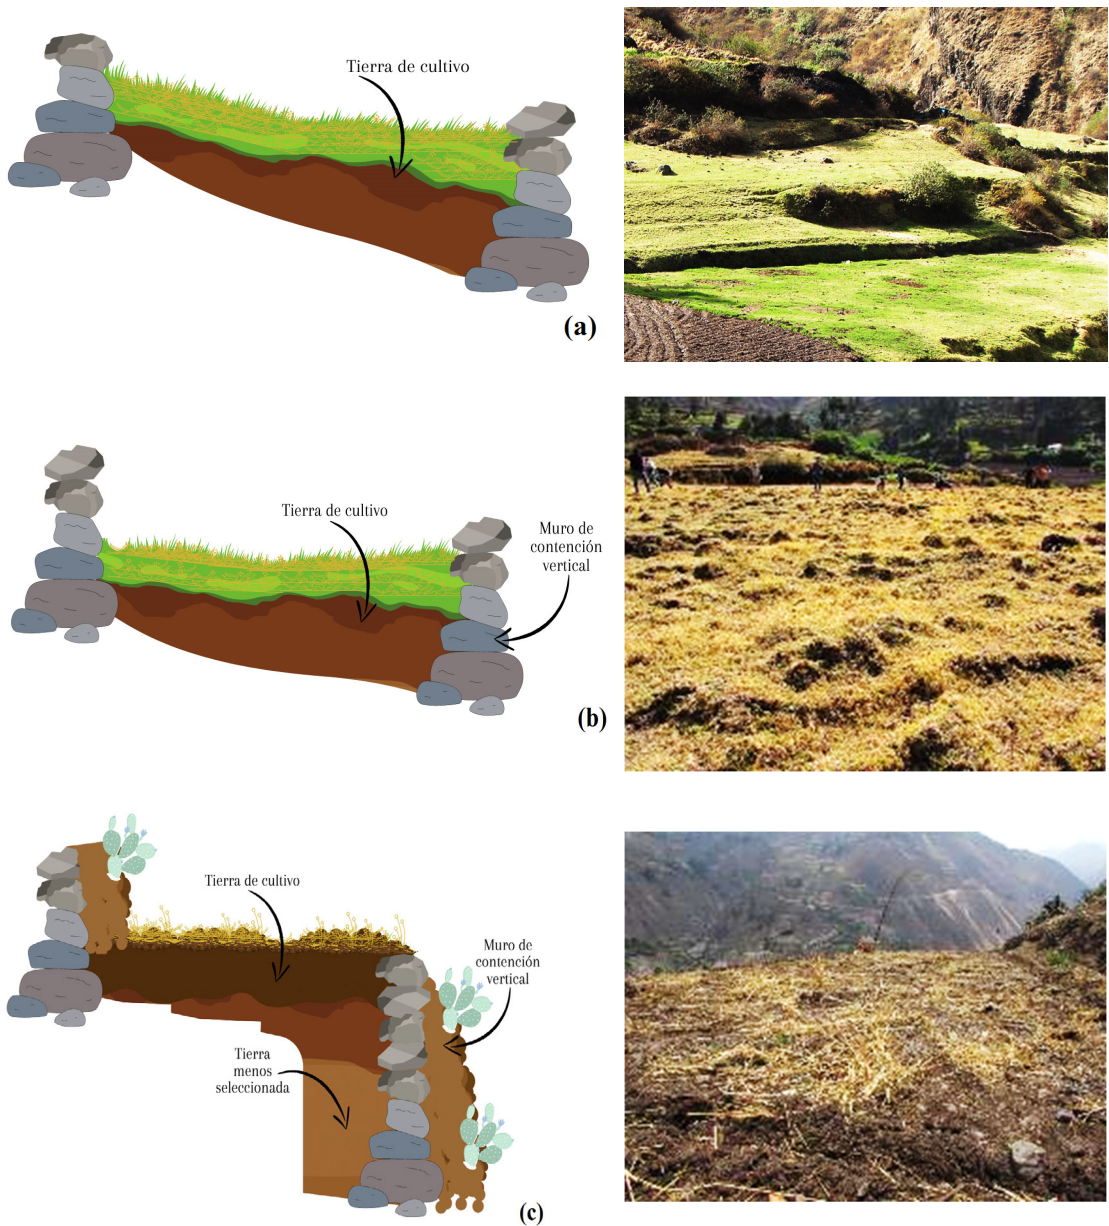 Tierra de cultivo
(a)
Tierra de cultivo
Muro de
contención
vertical
(b)
Tierra de cultivo
Muro de
contención
vertical
Tierra
menos
seleccionada
(c)